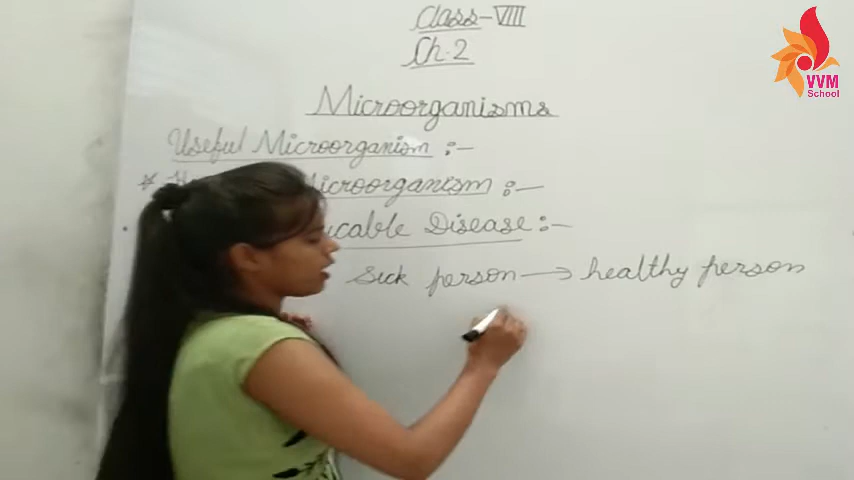 Class-VIII
Ch.2
VVM
School
Microorganisms
Useful Microorganism :-
* Microorganism :-
Disease :-
Sick person → healthy person